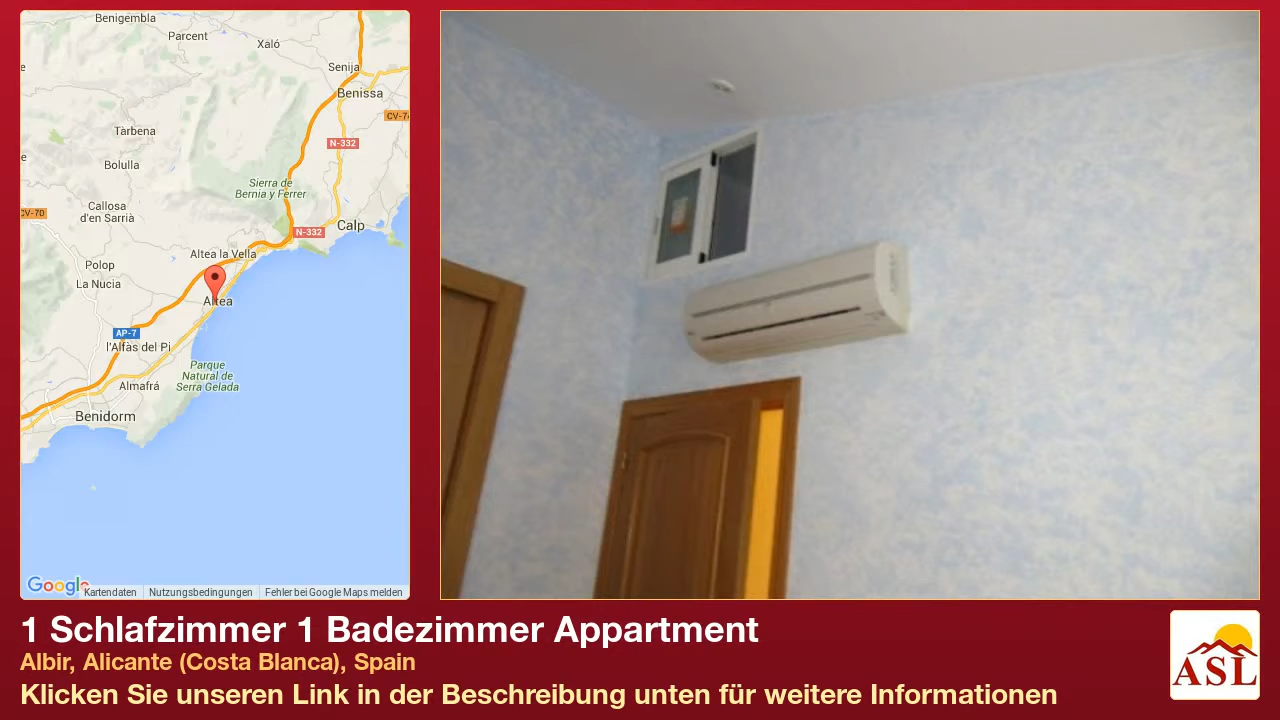 Benigembla
Parcent
Xaló
e
Senija
Benissa
CV-74
Tarbena
N-332
e
Bolulla
Sierra de
Bernia y Ferrer
Callosa
d'en Sarrià
CV-70
Calp
N-332
Altea la Vella
Polop
La Nucia
Altea
AP-7
l'Alfàs del Pi
Parque
Natural de
Serra Gelada
Almafrá
Benidorm
Google
Kartendaten
Nutzungsbedingungen
Fehler bei Google Maps melden
1 Schlafzimmer 1 Badezimmer Appartment
Albir, Alicante (Costa Blanca), Spain
Klicken Sie unseren Link in der Beschreibung unten für weitere Informationen
ASL